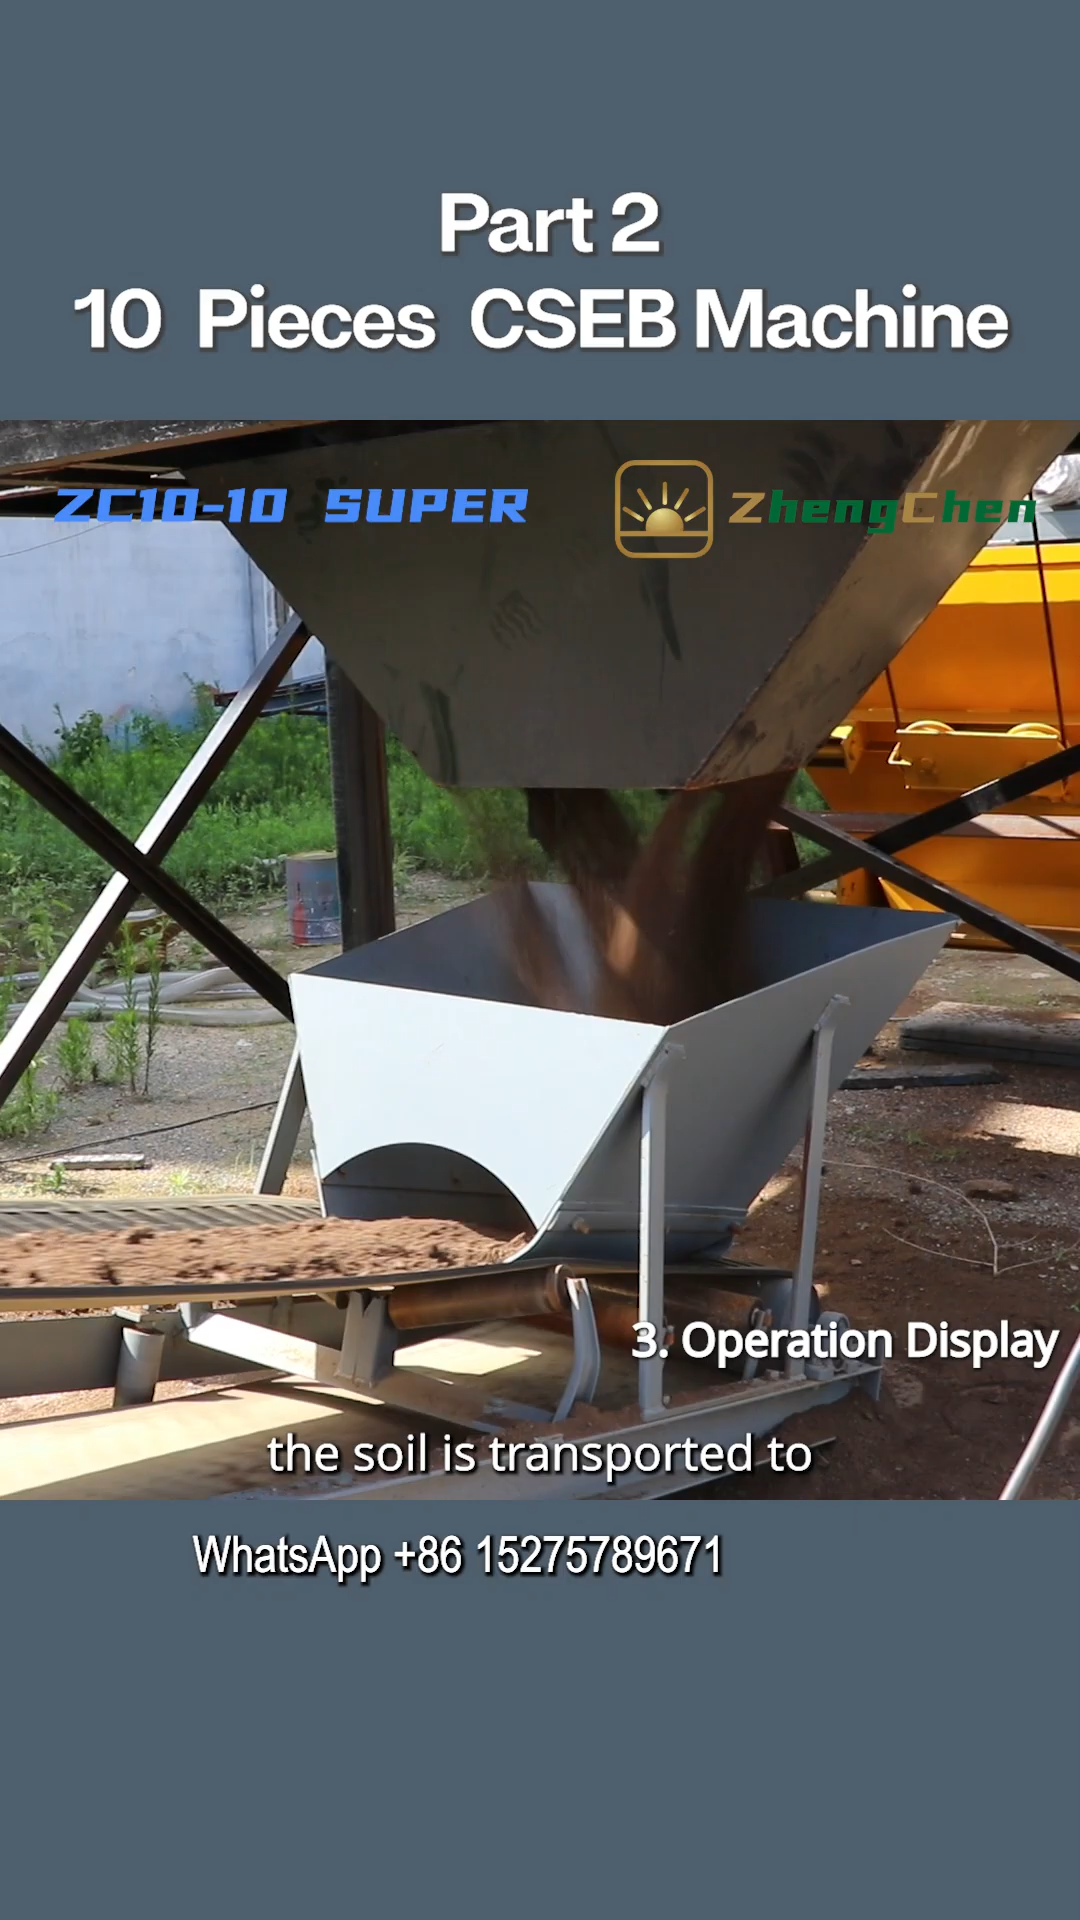 Part 2
10 Pieces CSEB Machine
ZC10-10 SUPER
ZhengChen
3. Operation Display
the soil is transported to
WhatsApp +86 15275789671